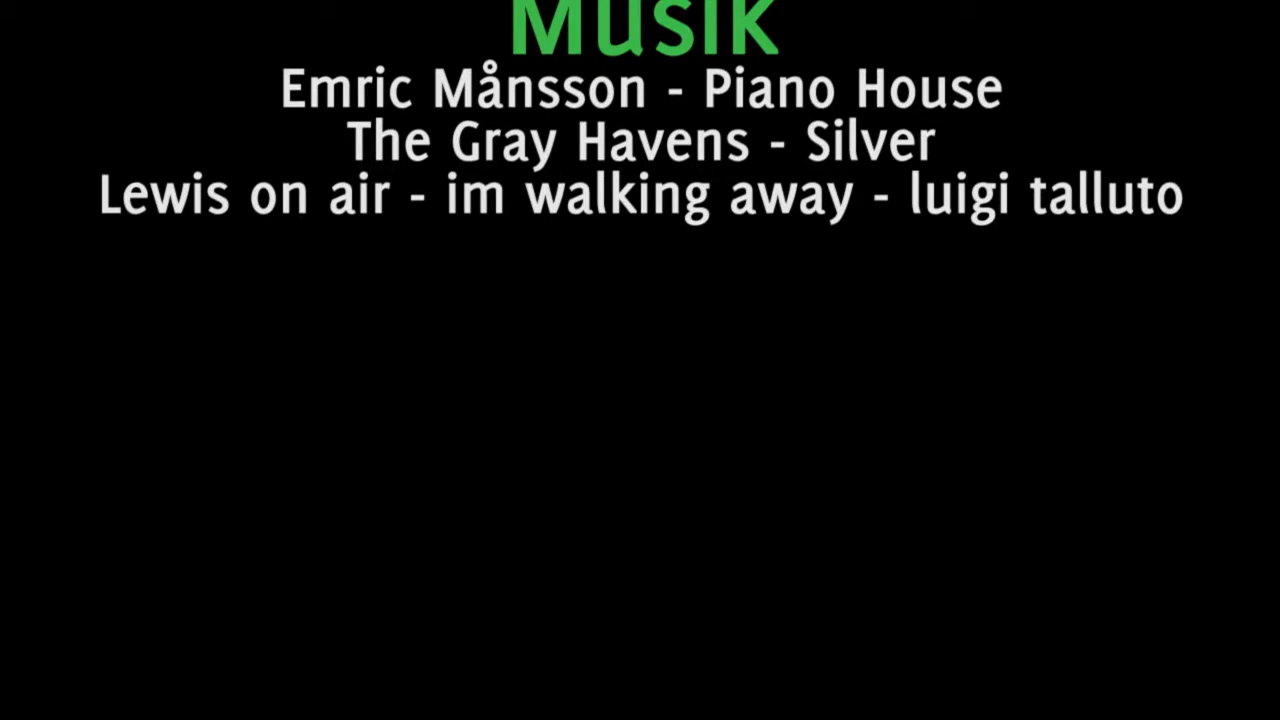 Musik
Emric Månsson - Piano House
The Gray Havens - Silver
Lewis on air - im walking away - luigi talluto